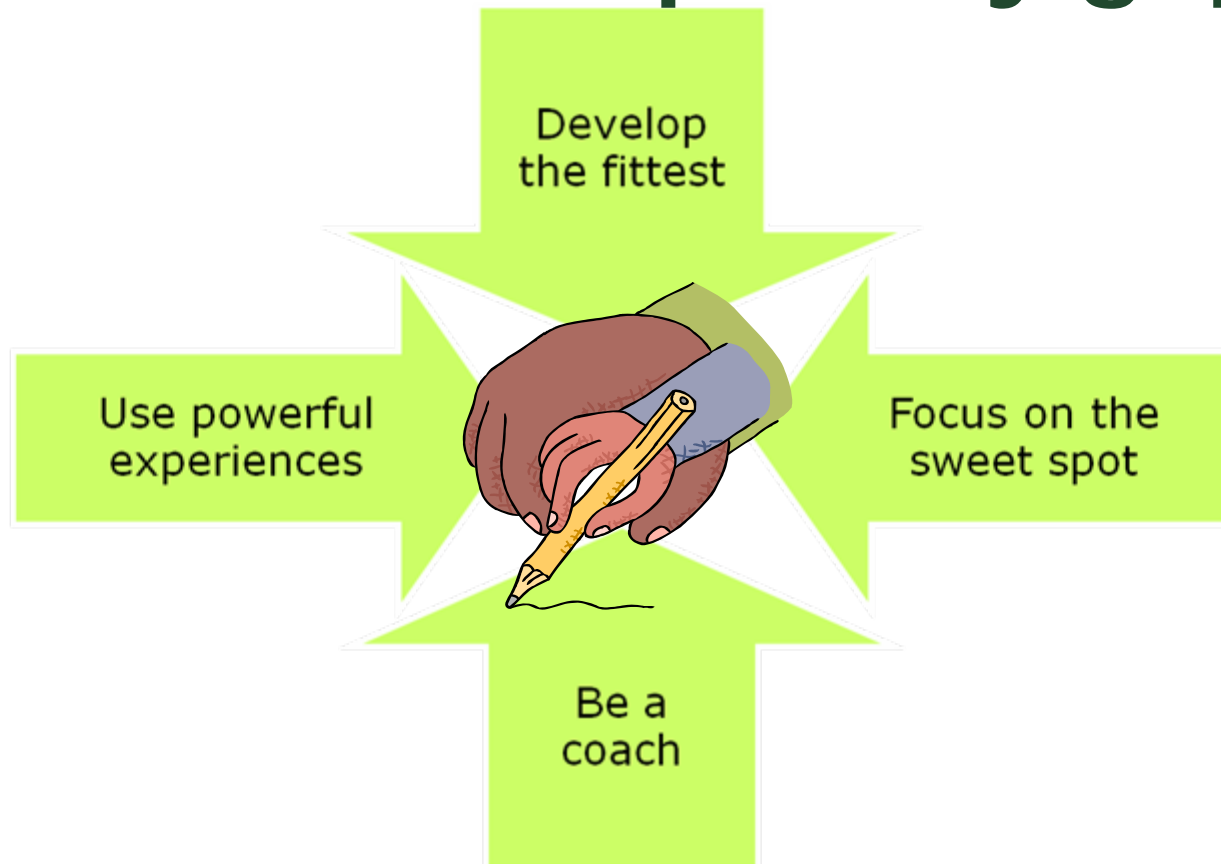 Develop
the fittest
Use powerful
experiences
Focus on the
sweet spot
Be a
coach